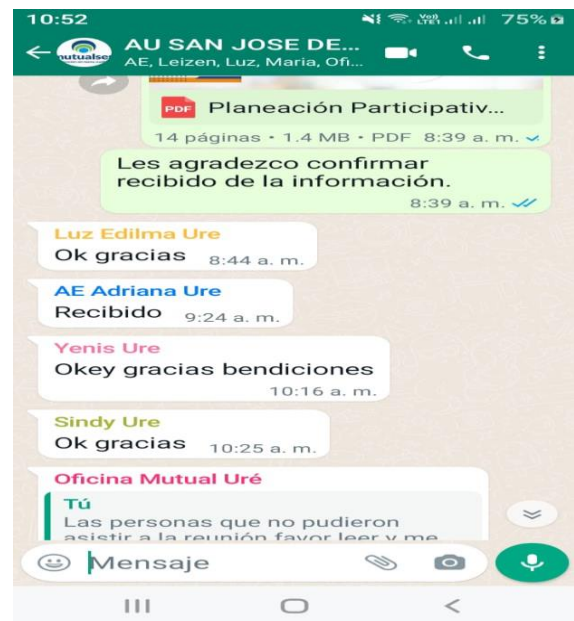 10:52 75%
AU SAN JOSE DE...
mutualser
AE, Leizen, Luz, Maria, Ofi...
PDF Planeación Participativ...
14 páginas • 1.4 MB • PDF 8:39 a. m.
Les agradezco confirmar
recibido de la información.
8:39 a. m.
Luz Edilma Ure
Ok gracias 8:44 a. m.
AE Adriana Ure
Recibido 9:24 a. m.
Yenis Ure
Okey gracias bendiciones
10:16 a. m.
Sindy Ure
Ok gracias 10:25 a. m.
Oficina Mutual Uré
Tú
Las personas que no pudieron
asistir a la reunión favor leer y me
Mensaje